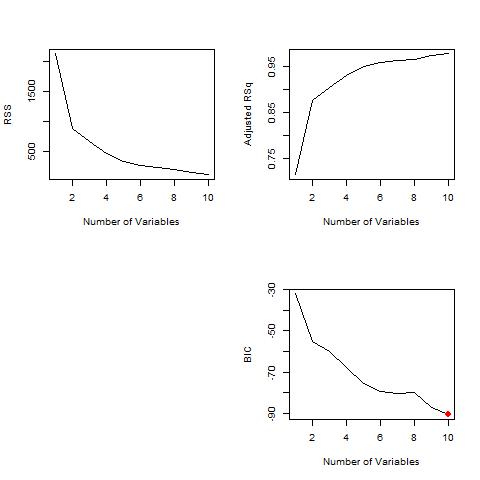 RSS
500
1500
2 4 6 8 10
Number of Variables
Adjusted RSq
0.75
0.85
0.95
2 4 6 8 10
Number of Variables
BIC
-90
-70
-50
-30
2 4 6 8 10
Number of Variables